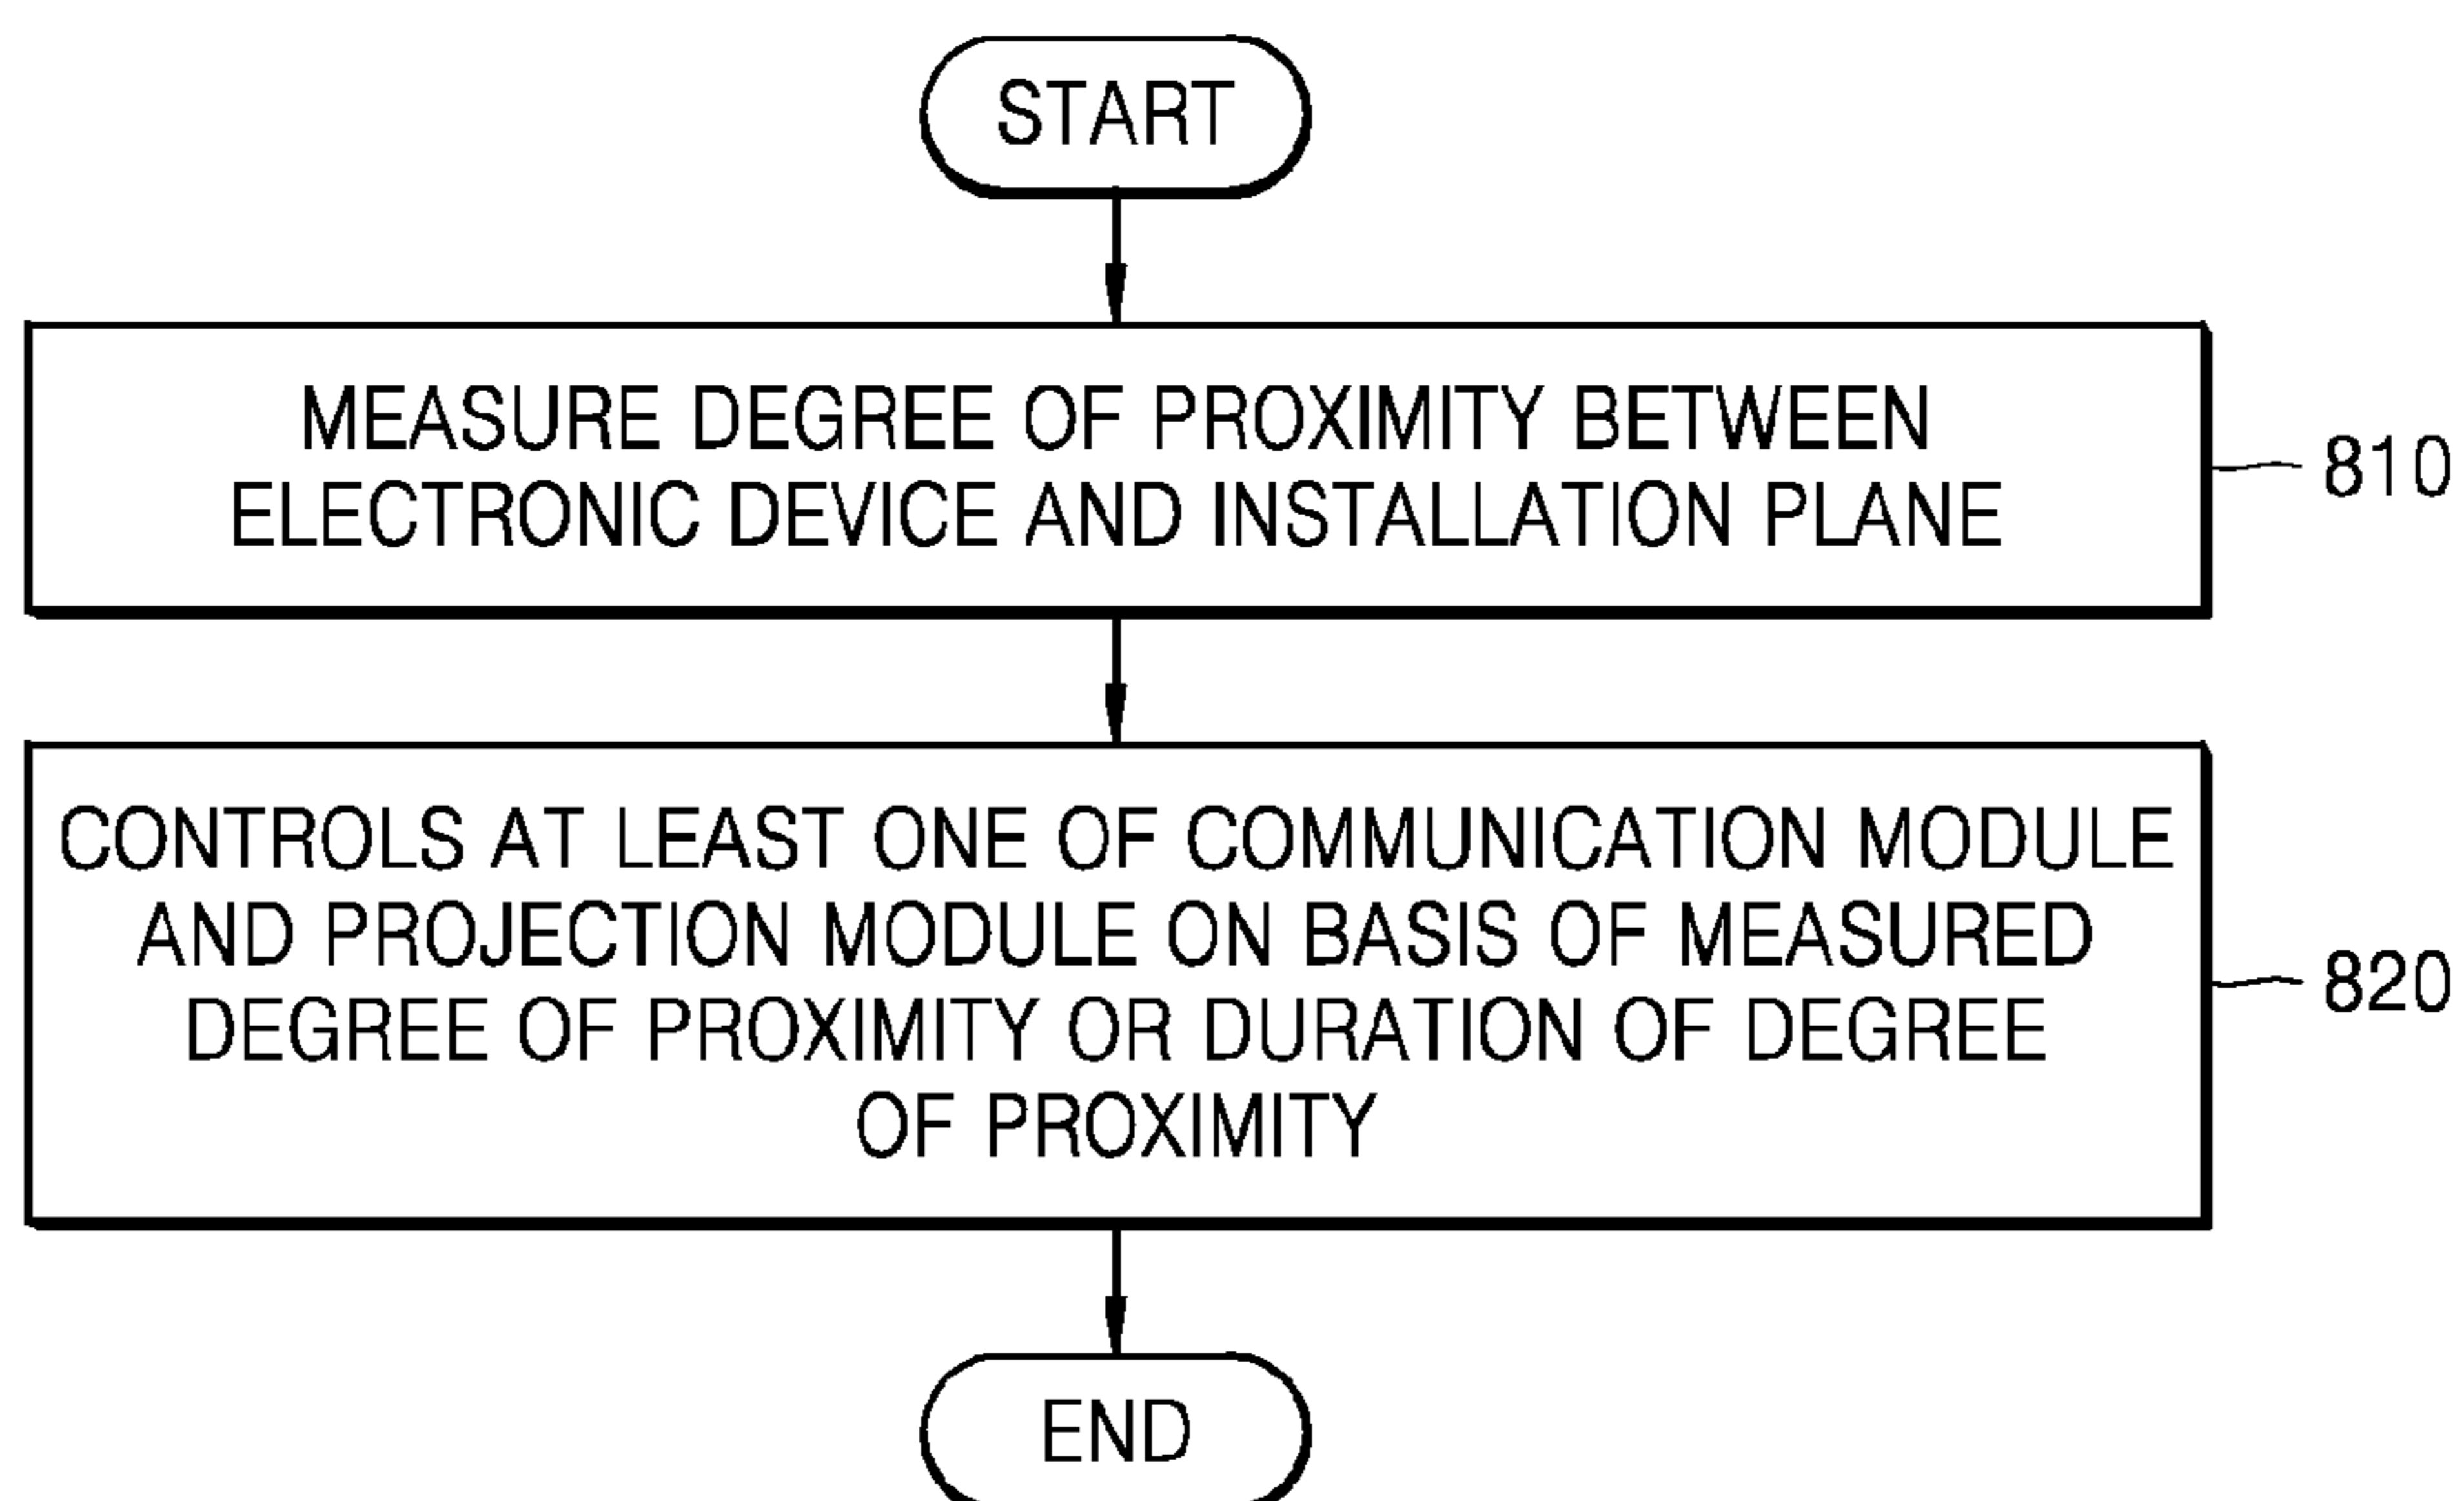 START
MEASURE DEGREE OF PROXIMITY BETWEEN
ELECTRONIC DEVICE AND INSTALLATION PLANE
810
CONTROLS AT LEAST ONE OF COMMUNICATION MODULE
AND PROJECTION MODULE ON BASIS OF MEASURED
DEGREE OF PROXIMITY OR DURATION OF DEGREE
OF PROXIMITY
820
END